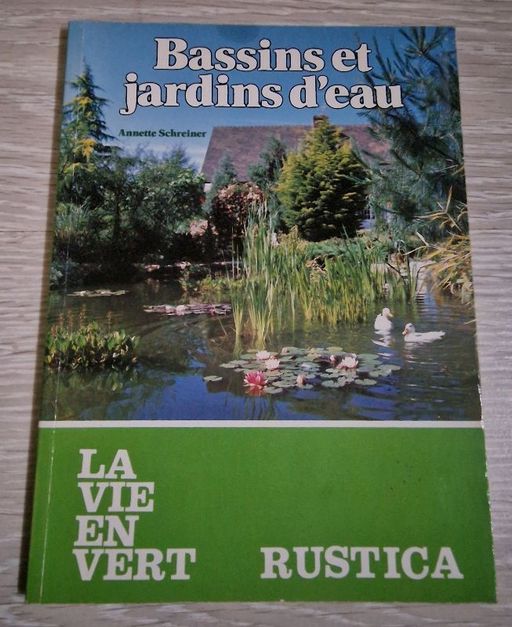 Bassins et
jardins d'eau
Annette Schreiner
LA
VIE
EN
VERT
RUSTICA